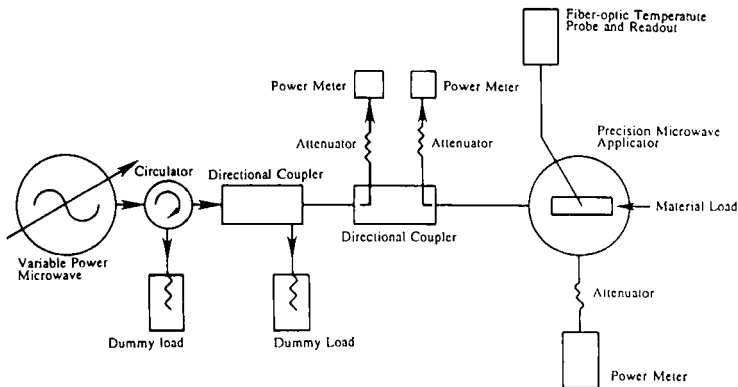 Fiber-optic Temperature
Probe and Readout
Power Meter
Power Meter
Attenuator
Attenuator
Precision Microwave
Applicator
Circulator
Directional Coupler
Material Load
Directional Coupler
Variable Power
Microwave
Attenuator
Dummy load
Dummy Load
Power Meter